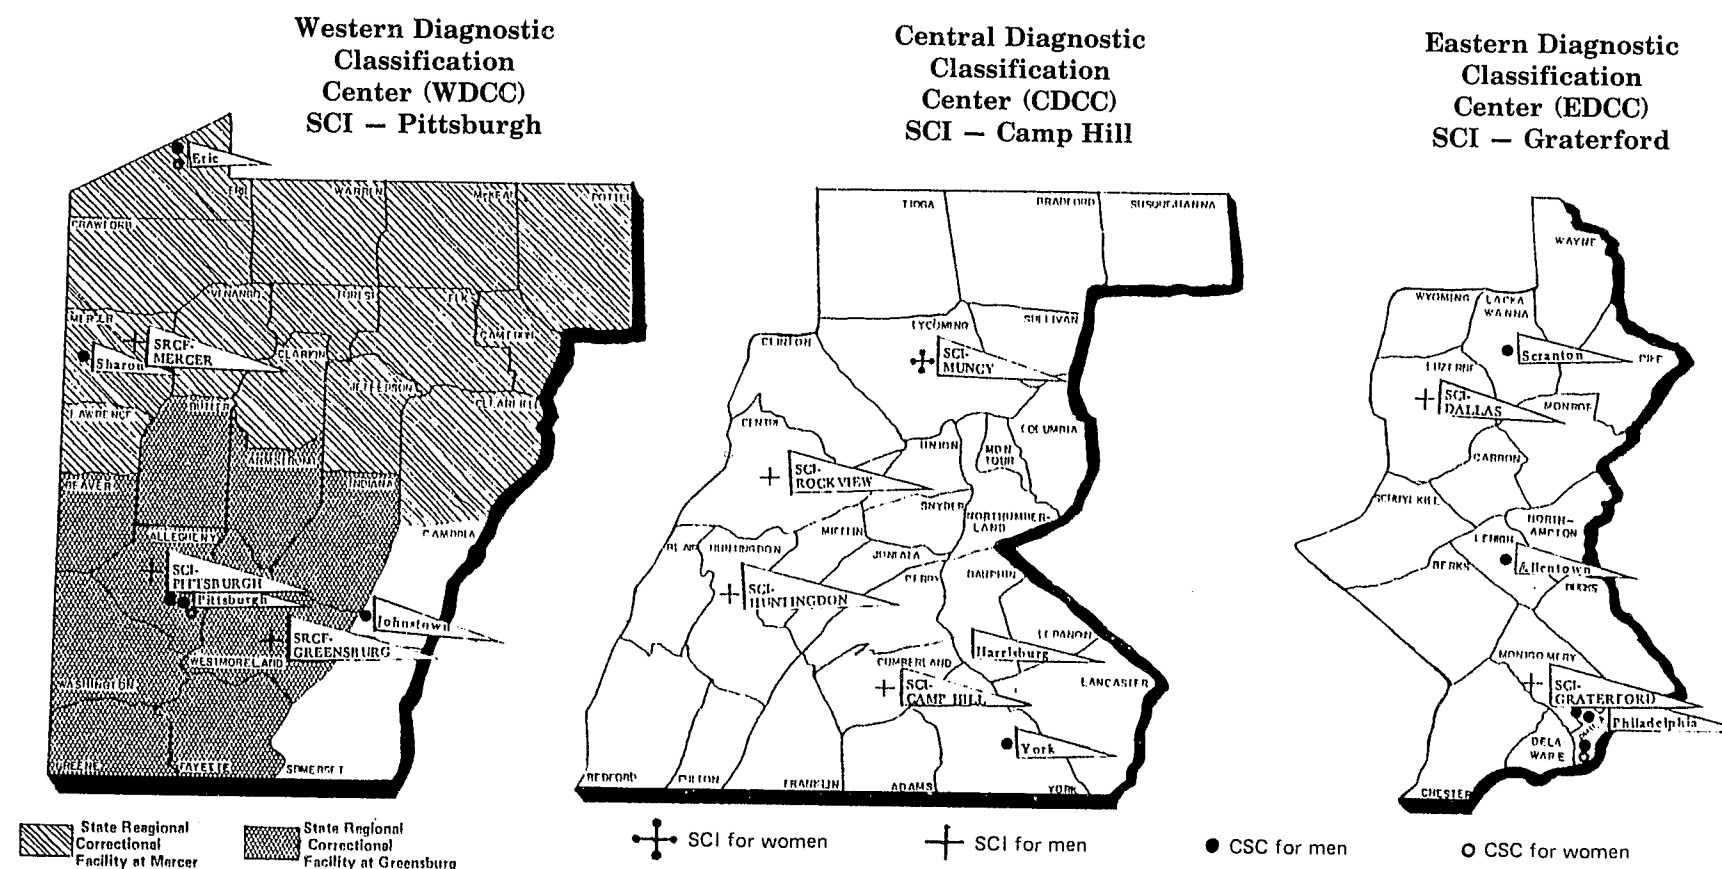 Western Diagnostic
Classification
Center (WDCC)
SCI — Pittsburgh
Central Diagnostic
Classification
Center (CDCC)
SCI — Camp Hill
Eastern Diagnostic
Classification
Center (EDCC)
SCI — Graterford
Erie
ERIE
WARREN
McKEAN
CRAWFORD
VENANGO
FOREST
ELK
CAMERON
MERCER
SRCF-
MERCER
Sharon
CLARION
JEFFERSON
LAWRENCE
BUTLER
ARMSTRONG
BEAVER
INDIANA
CAMBRIA
ALLEGHENY
SCI-
PITTSBURGH
Pittsburgh
Johnstown
SRCF-
GREENSBURG
WESTMORELAND
WASHINGTON
GREENE
FAYETTE
SOMERSET
TIOGA
BRADFORD
SUSQUEHANNA
LYCOMING
SULLIVAN
CLINTON
SCI-
MUNCY
CENTRE
COLUMBIA
UNION
MON
TOUR
SCI-
ROCKVIEW
SNYDER
NORTHUMBER-
LAND
MIFFLIN
BLAIR
HUNTINGDON
JUNIATA
PERRY
DAUPHIN
SCI-
HUNTINGDON
LEBANON
Harrisburg
CUMBERLAND
SCI-
CAMP HILL
LANCASTER
York
BEDFORD
FULTON
FRANKLIN
ADAMS
YORK
WAYNE
WYOMING
LACKA
WANNA
Scranton
PIKE
LUZERNE
SCI-
DALLAS
MONROE
CARBON
SCHUYLKILL
NORTH-
AMPTON
LEHIGH
BERKS
Allentown
BUCKS
MONTGOMERY
SCI-
GRATERFORD
Philadelphia
DELA-
WARE
CHESTER
State Reagional
Correctional
Facility at Mercer
State Regional
Correctional
Facility at Greensburg
SCI for women
SCI for men
CSC for men
CSC for women